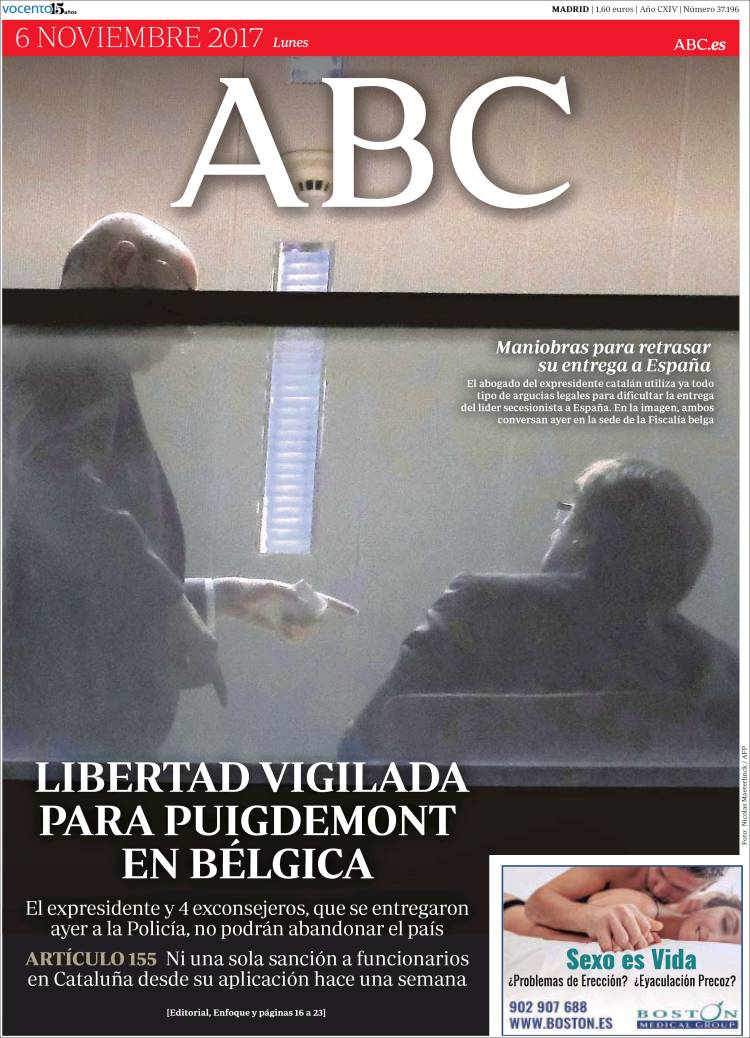 vocento 15 años
MADRID | 1,60 euros | Año CXIV | Número 37.196
6 NOVIEMBRE 2017 Lunes
ABC.es
ABC
Maniobras para retrasar
su entrega a España
El abogado del expresidente catalán utiliza ya todo
tipo de argucias legales para dificultar la entrega
del líder secesionista a España. En la imagen, ambos
conversan ayer en la sede de la Fiscalía belga
LIBERTAD VIGILADA
PARA PUIGDEMONT
EN BÉLGICA
El expresidente y 4 exconsejeros, que se entregaron
ayer a la Policía, no podrán abandonar el país
ARTÍCULO 155 Ni una sola sanción a funcionarios
en Cataluña desde su aplicación hace una semana
[Editorial, Enfoque y páginas 16 a 23]
Foto: Nicolas Maeterlinck / AFP
Sexo es Vida
¿Problemas de Erección? ¿Eyaculación Precoz?
902 907 688
WWW.BOSTON.ES
BOSTON
MEDICAL GROUP